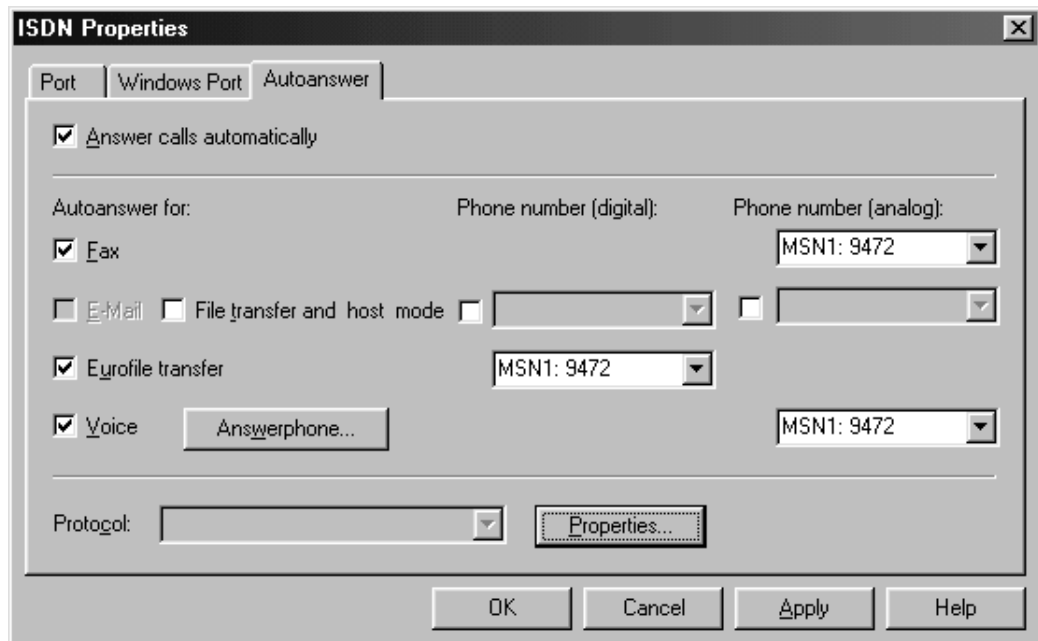 ISDN Properties
Port Windows Port Autoanswer
Answer calls automatically
Autoanswer for: Phone number (digital): Phone number (analog):
Fax MSN1: 9472
E-Mail File transfer and host mode
Eurofile transfer MSN1: 9472
Voice Answerphone... MSN1: 9472
Protocol: Properties...
OK Cancel Apply Help